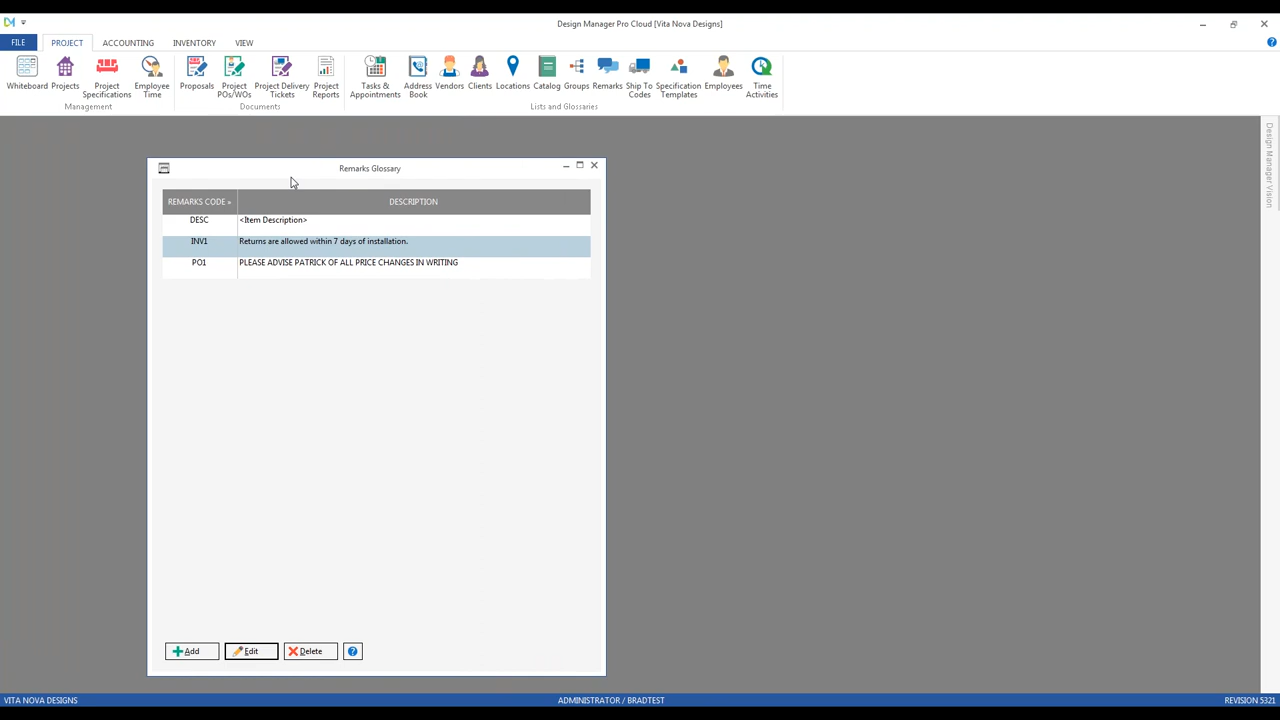 Design Manager Pro Cloud [Vita Nova Designs]
FILE PROJECT ACCOUNTING INVENTORY VIEW
Whiteboard Projects Project Specifications Employee Time Proposals Project POs/WOs Project Delivery Tickets Project Reports Tasks & Appointments Address Book Vendors Clients Locations Catalog Groups Remarks Ship To Codes Specification Templates Employees Time Activities
Management Documents Lists and Glossaries
Design Manager Vision
Remarks Glossary
REMARKS CODE DESCRIPTION
DESC <Item Description>
INV1 Returns are allowed within 7 days of installation.
PO1 PLEASE ADVISE PATRICK OF ALL PRICE CHANGES IN WRITING
Add Edit Delete
VITA NOVA DESIGNS ADMINISTRATOR / BRADTEST REVISION 5321